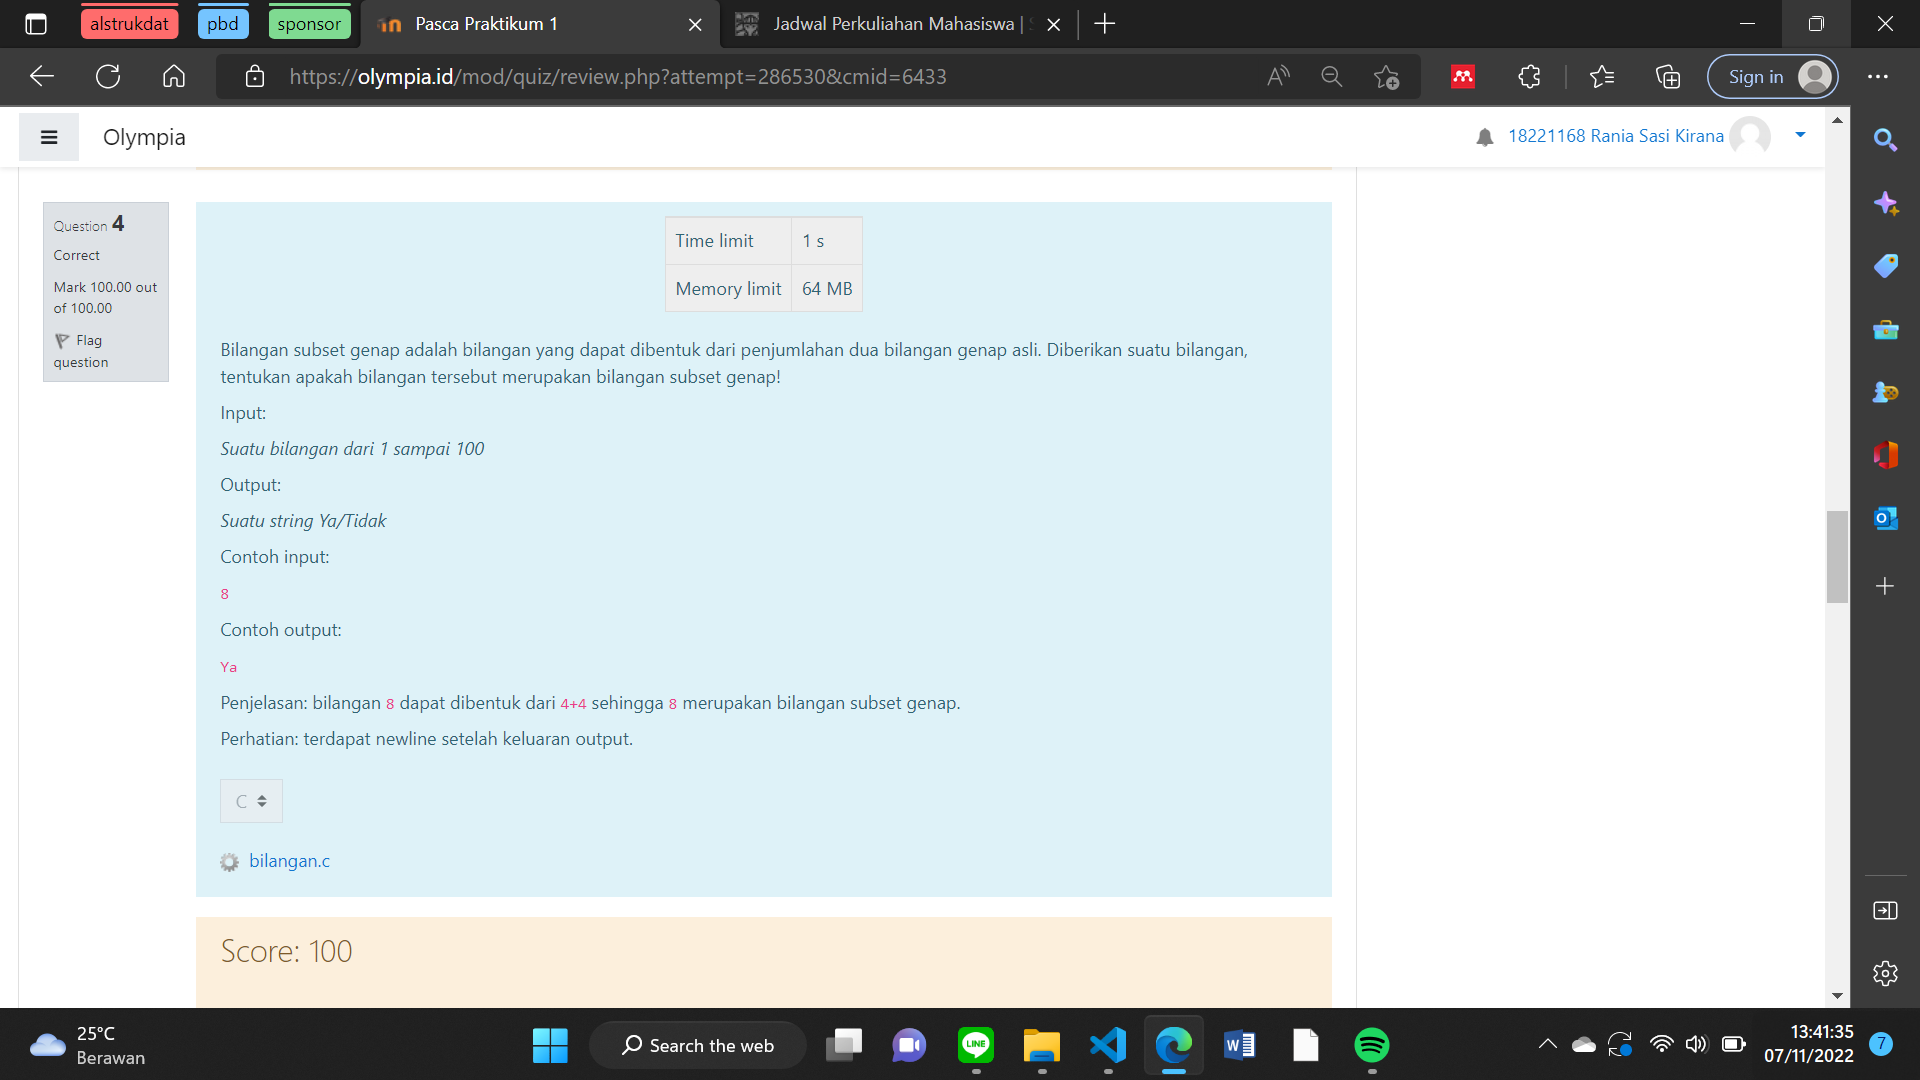 alstrukdat
pbd
sponsor
Pasca Praktikum 1
Jadwal Perkuliahan Mahasiswa |
https://olympia.id/mod/quiz/review.php?attempt=286530&cmid=6433
Sign in
Olympia
18221168 Rania Sasi Kirana
Question 4
Correct
Mark 100.00 out
of 100.00
Flag
question
Time limit 1 s
Memory limit 64 MB
Bilangan subset genap adalah bilangan yang dapat dibentuk dari penjumlahan dua bilangan genap asli. Diberikan suatu bilangan,
tentukan apakah bilangan tersebut merupakan bilangan subset genap!
Input:
Suatu bilangan dari 1 sampai 100
Output:
Suatu string Ya/Tidak
Contoh input:
8
Contoh output:
Ya
Penjelasan: bilangan 8 dapat dibentuk dari 4+4 sehingga 8 merupakan bilangan subset genap.
Perhatian: terdapat newline setelah keluaran output.
C
bilangan.c
Score: 100
25°C
Berawan
Search the web
LINE
13:41:35
07/11/2022
7